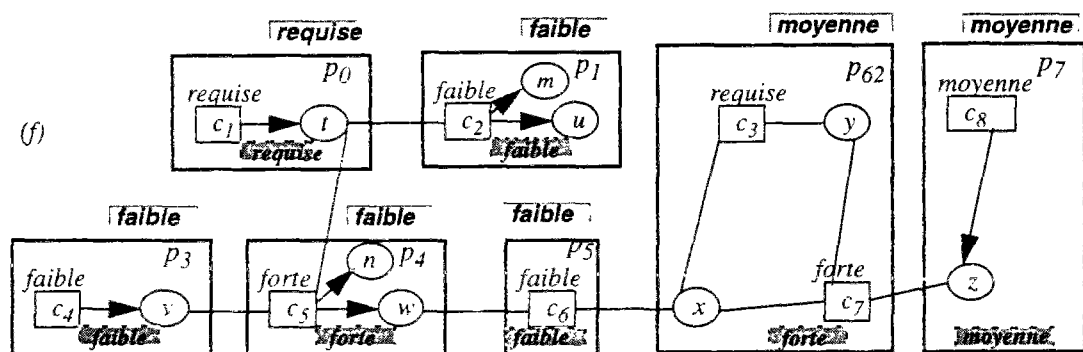 requise faible moyenne moyenne
p0 p1 p62 p7
requise faible m requise moyenne
(f) c1 t c2 u c3 y c8
requise faible
faible faible faible
p3 n p4 p5
faible forte faible forte z
c4 v c5 w c6 x c7
faible forte faible forte moyenne